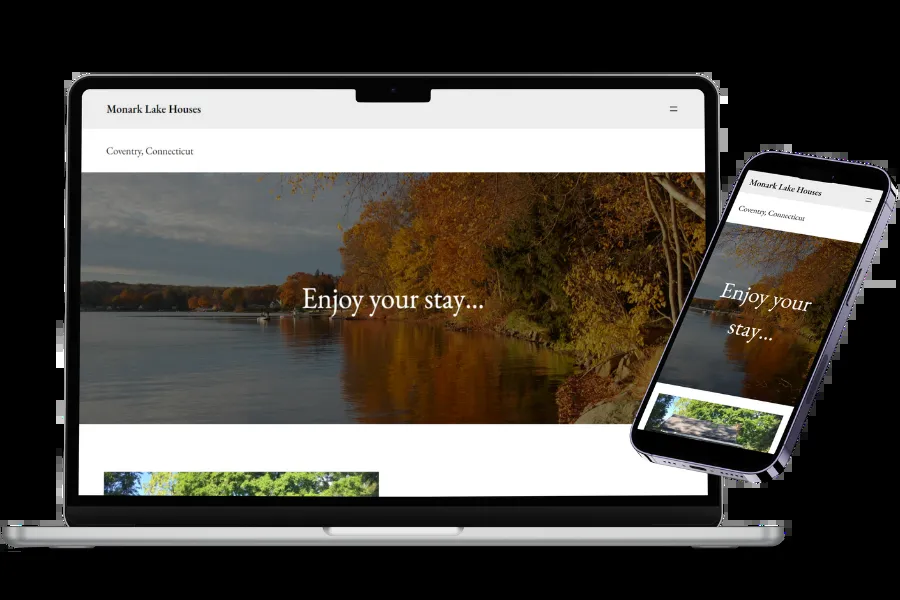 Monark Lake Houses
Coventry, Connecticut
Enjoy your stay...
Monark Lake Houses
Coventry, Connecticut
Enjoy your
stay...